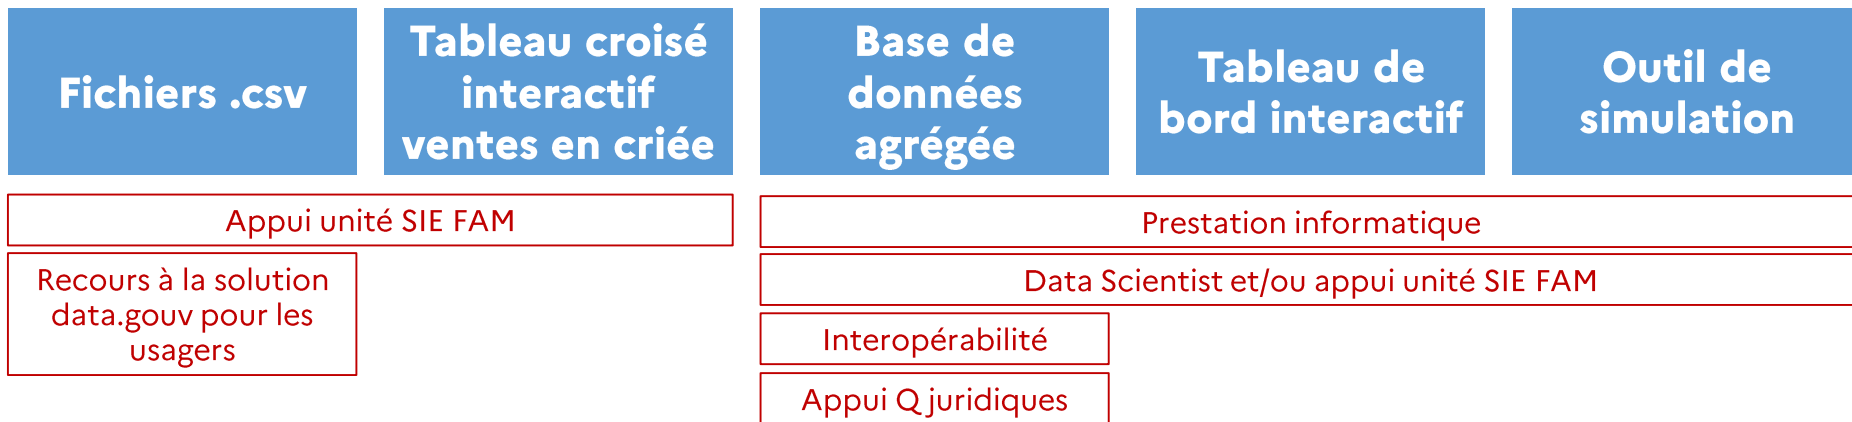 Fichiers .csv
Tableau croisé
interactif
ventes en criée
Base de
données
agrégée
Tableau de
bord interactif
Outil de
simulation
Appui unité SIE FAM
Prestation informatique
Recours à la solution
data.gouv pour les
usagers
Data Scientist et/ou appui unité SIE FAM
Interopérabilité
Appui Q juridiques